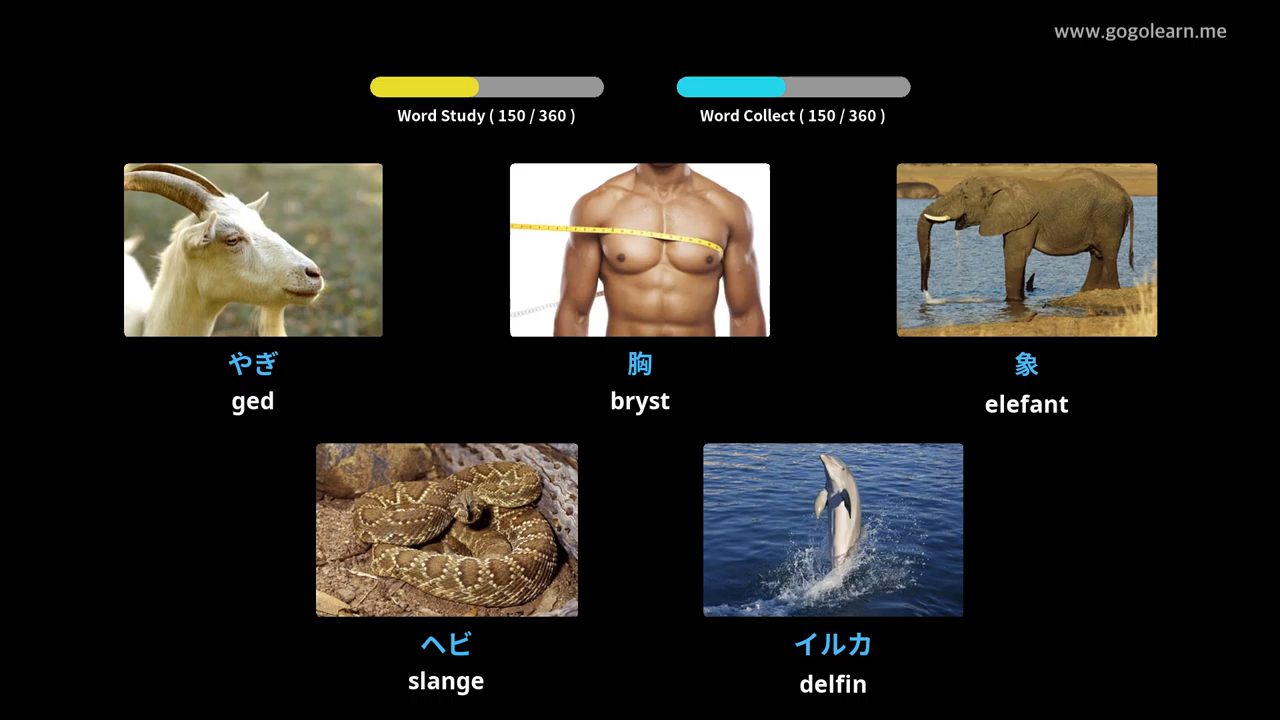 www.gogolearn.me
Word Study ( 150 / 360 )
Word Collect ( 150 / 360 )
やぎ
ged
胸
bryst
象
elefant
ヘビ
slange
イルカ
delfin